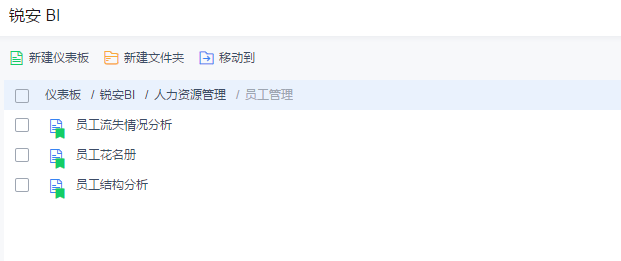 锐安 BI
新建仪表板 新建文件夹 移动到
仪表板 / 锐安BI / 人力资源管理 / 员工管理
员工流失情况分析
员工花名册
员工结构分析